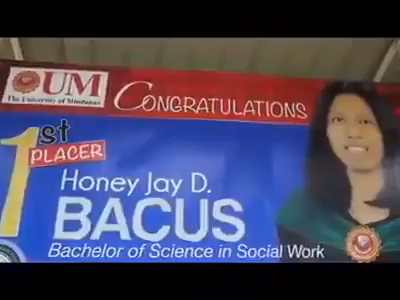 UM
The University of Mindanao
CONGRATULATIONS
1st
PLACER
Honey Jay D.
BACUS
Bachelor of Science in Social Work